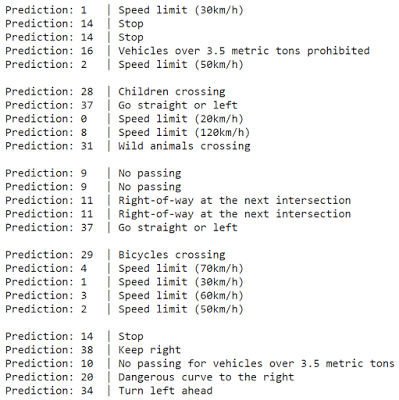 Prediction: 1 | Speed limit (30km/h)
Prediction: 14 | Stop
Prediction: 14 | Stop
Prediction: 16 | Vehicles over 3.5 metric tons prohibited
Prediction: 2 | Speed limit (50km/h)
Prediction: 28 | Children crossing
Prediction: 37 | Go straight or left
Prediction: 0 | Speed limit (20km/h)
Prediction: 8 | Speed limit (120km/h)
Prediction: 31 | Wild animals crossing
Prediction: 9 | No passing
Prediction: 9 | No passing
Prediction: 11 | Right-of-way at the next intersection
Prediction: 11 | Right-of-way at the next intersection
Prediction: 37 | Go straight or left
Prediction: 29 | Bicycles crossing
Prediction: 4 | Speed limit (70km/h)
Prediction: 1 | Speed limit (30km/h)
Prediction: 3 | Speed limit (60km/h)
Prediction: 2 | Speed limit (50km/h)
Prediction: 14 | Stop
Prediction: 38 | Keep right
Prediction: 10 | No passing for vehicles over 3.5 metric tons
Prediction: 20 | Dangerous curve to the right
Prediction: 34 | Turn left ahead